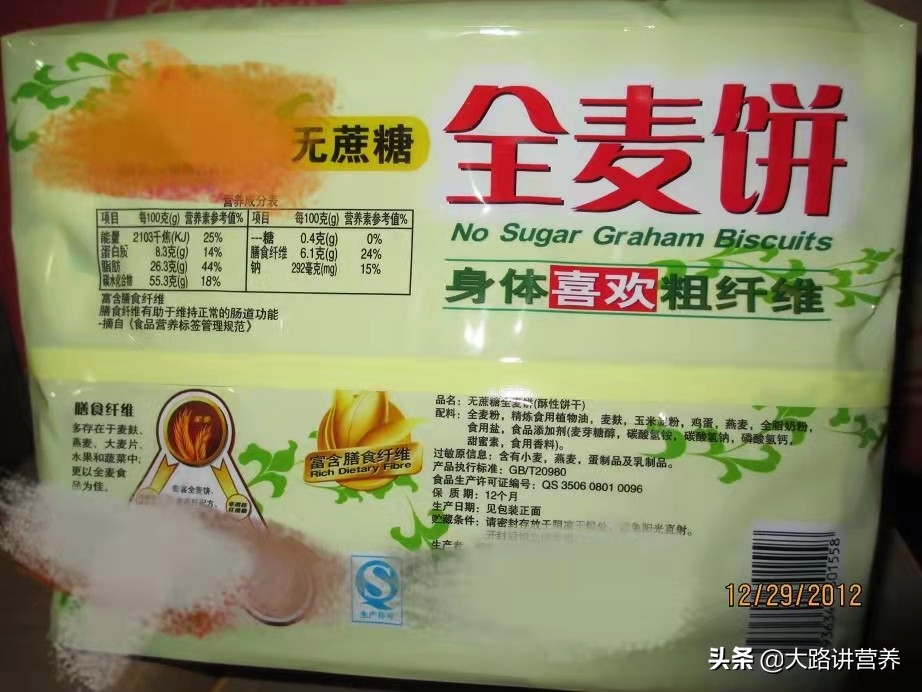 无蔗糖
全麦饼
No Sugar Graham Biscuits
身体喜欢粗纤维
营养成分表
项目 每100克(g) 营养素参考值% 项目 每100克(g) 营养素参考值%
能量 2103千焦(KJ) 25% ---糖 0.4克(g) 0%
蛋白质 8.3克(g) 14% 膳食纤维 6.1克(g) 24%
脂肪 26.3克(g) 44% 钠 292毫克(mg) 15%
碳水化合物 55.3克(g) 18%
富含膳食纤维
膳食纤维有助于维持正常的肠道功能
-摘自《食品营养标签管理规范》
膳食纤维
多存在于麦麸、
燕麦、大麦片、
水果和蔬菜中；
更以全麦食
品为佳。
富含膳食纤维
Rich Dietary Fibre
品名：无蔗糖全麦饼(酥性饼干)
配料：全麦粉，精炼食用植物油，麦麸，玉米淀粉，鸡蛋，燕麦，全脂奶粉，
食用盐，食品添加剂(麦芽糖醇，碳酸氢铵，碳酸氢钠，磷酸氢钙，
甜蜜素，食用香料)。
过敏原信息：含有小麦，燕麦，蛋制品及乳制品。
产品执行标准：GB/T20980
食品生产许可证编号：QS 3506 0801 0096
保 质 期：12个月
生产日期：见包装正面
贮藏条件：请密封存放于阴凉干燥处，避免阳光直射。
生产者
生产许可
12/29/2012
头条 @大路讲营养